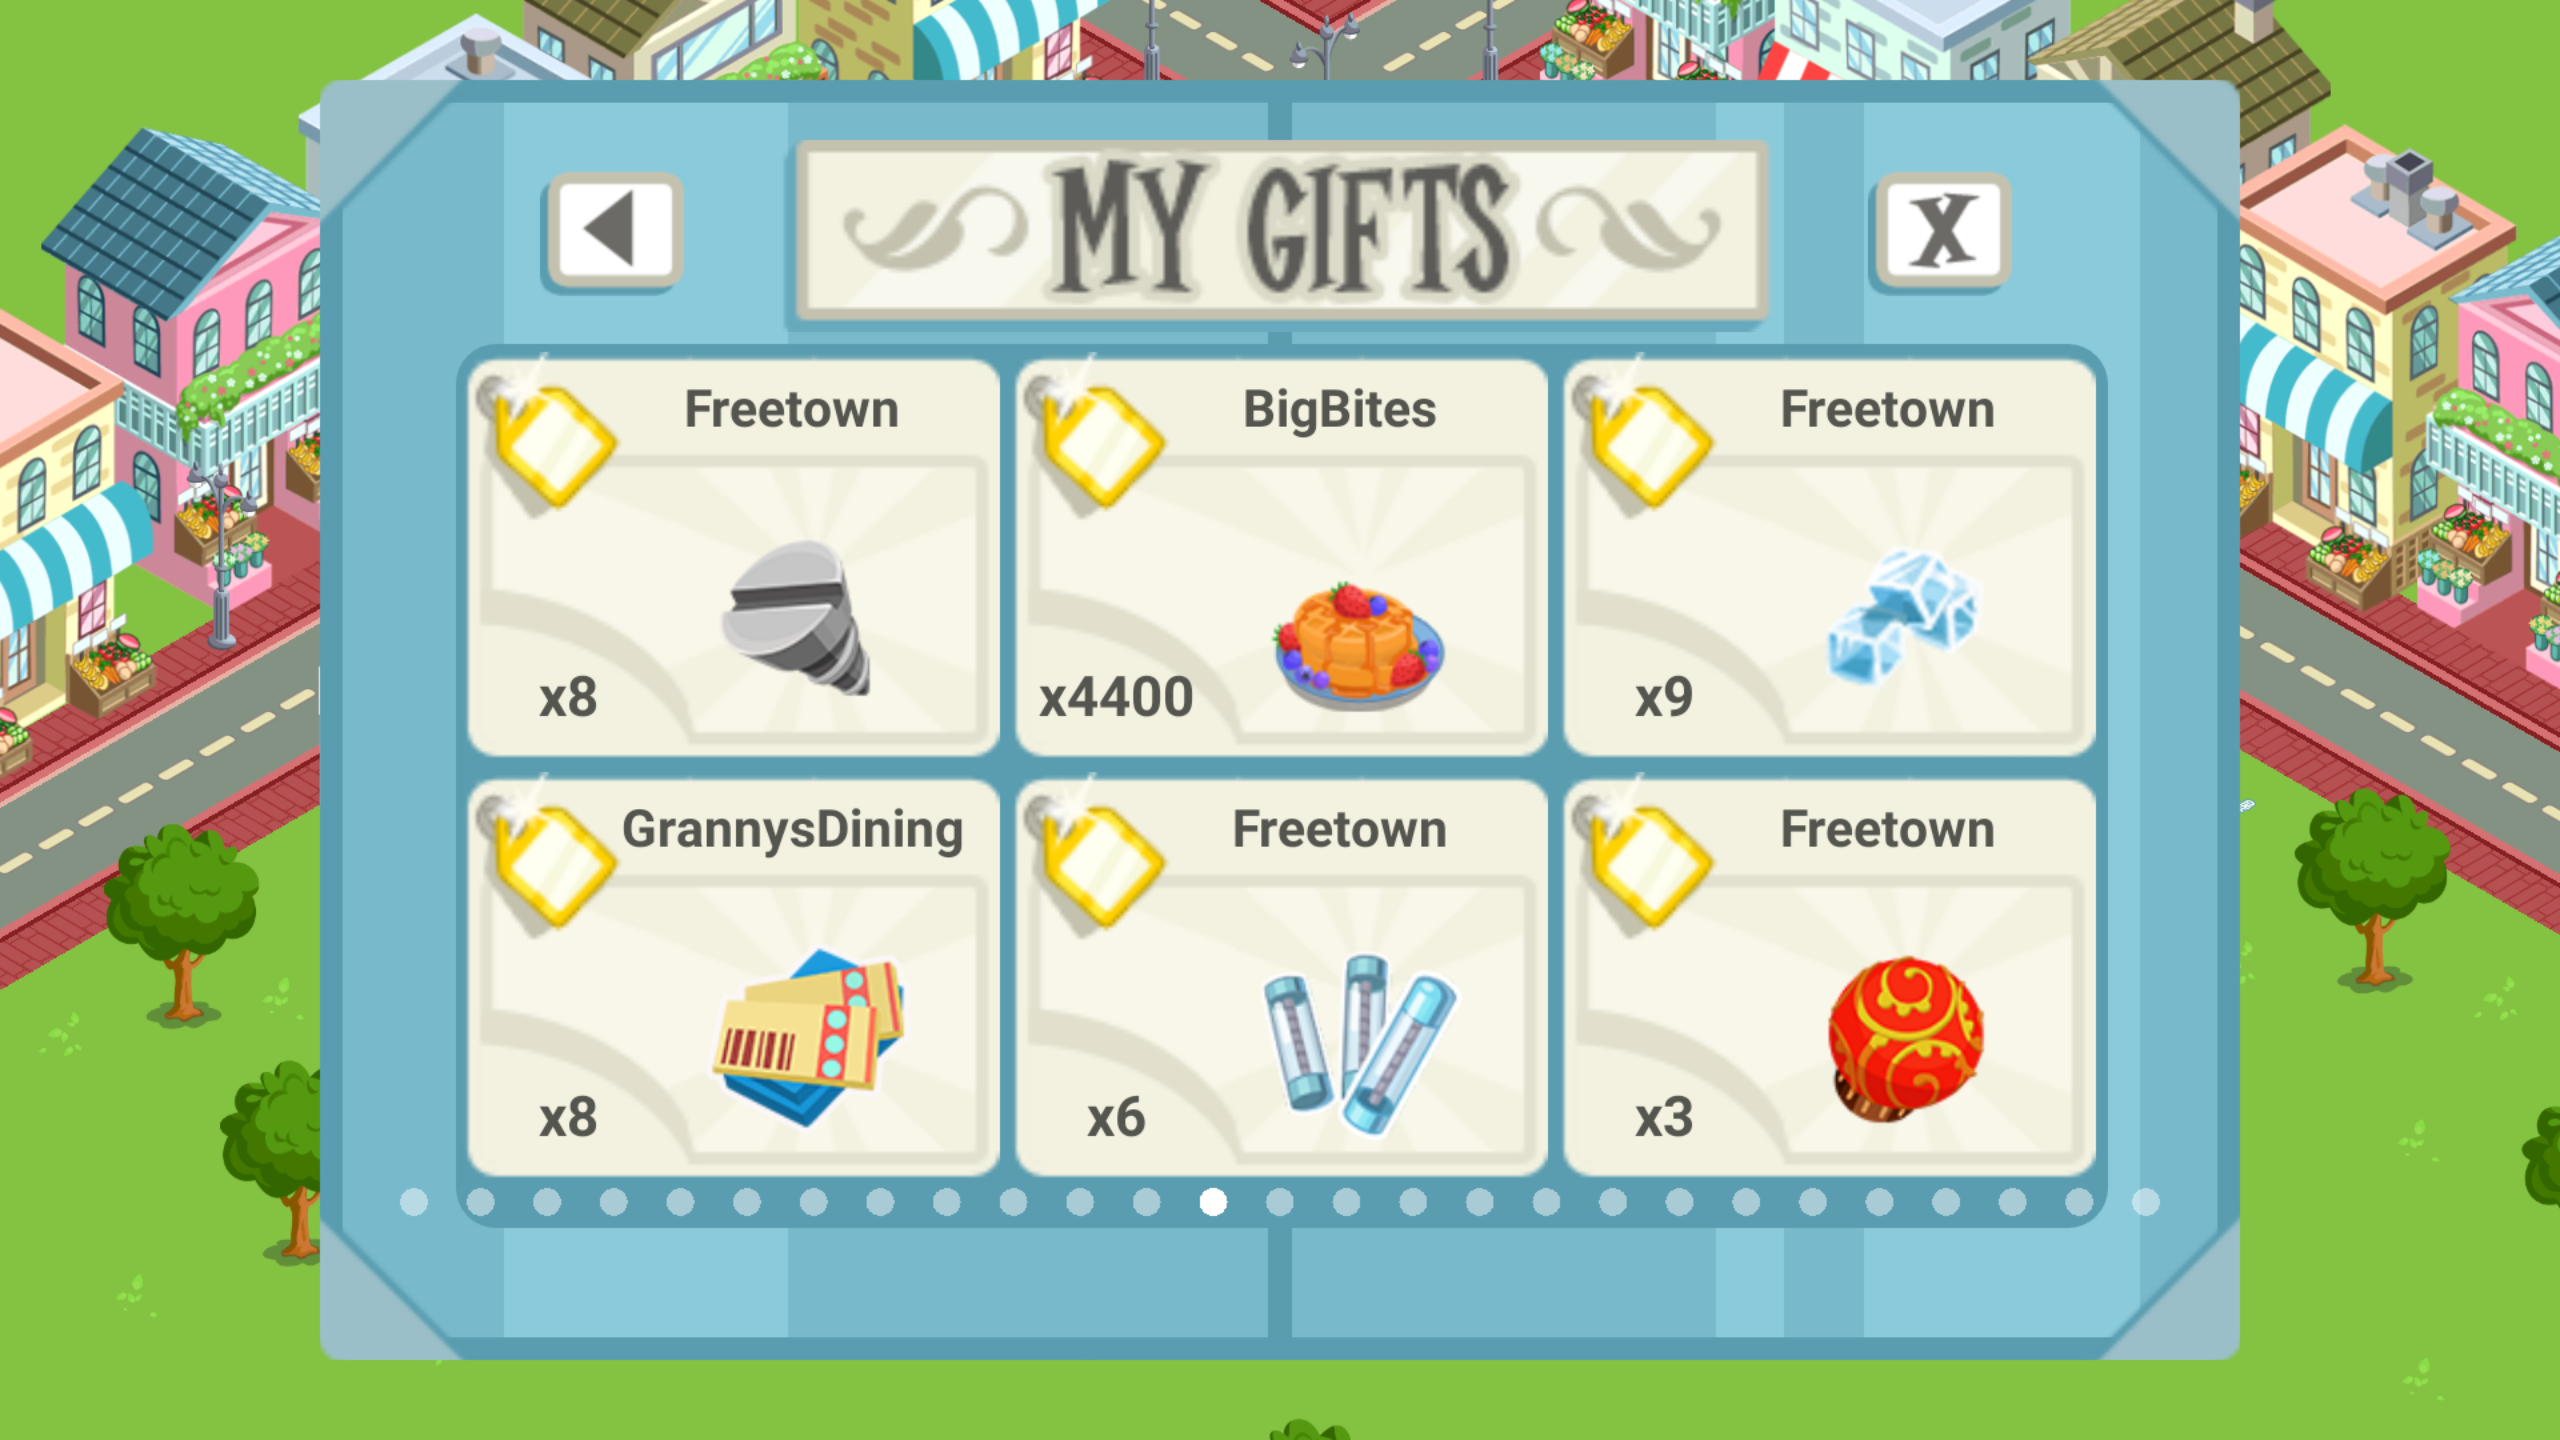 MY GIFTS
X
Freetown
x8
BigBites
x4400
Freetown
x9
GrannysDining
x8
Freetown
x6
Freetown
x3